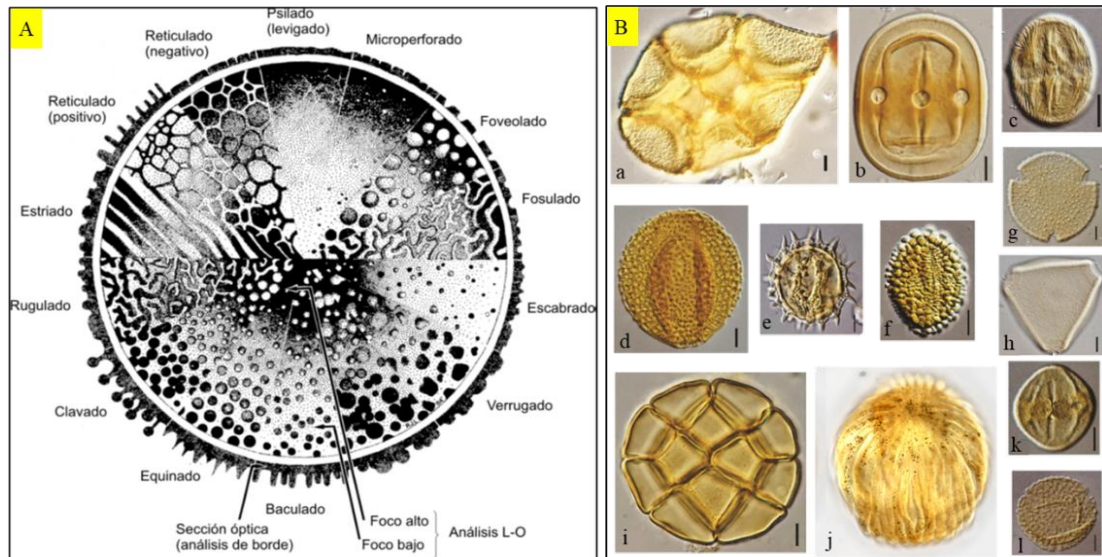 A
Psilado
(levigado)
Reticulado
(negativo)
Microperforado
Reticulado
(positivo)
Foveolado
Estriado
Fosulado
Rugulado
Escabrado
Clavado
Verrugado
Equinado
Baculado
Sección óptica
(análisis de borde)
Foco alto
Foco bajo
Análisis L-O
B
a
b
c
d
e
f
g
h
i
j
k
l